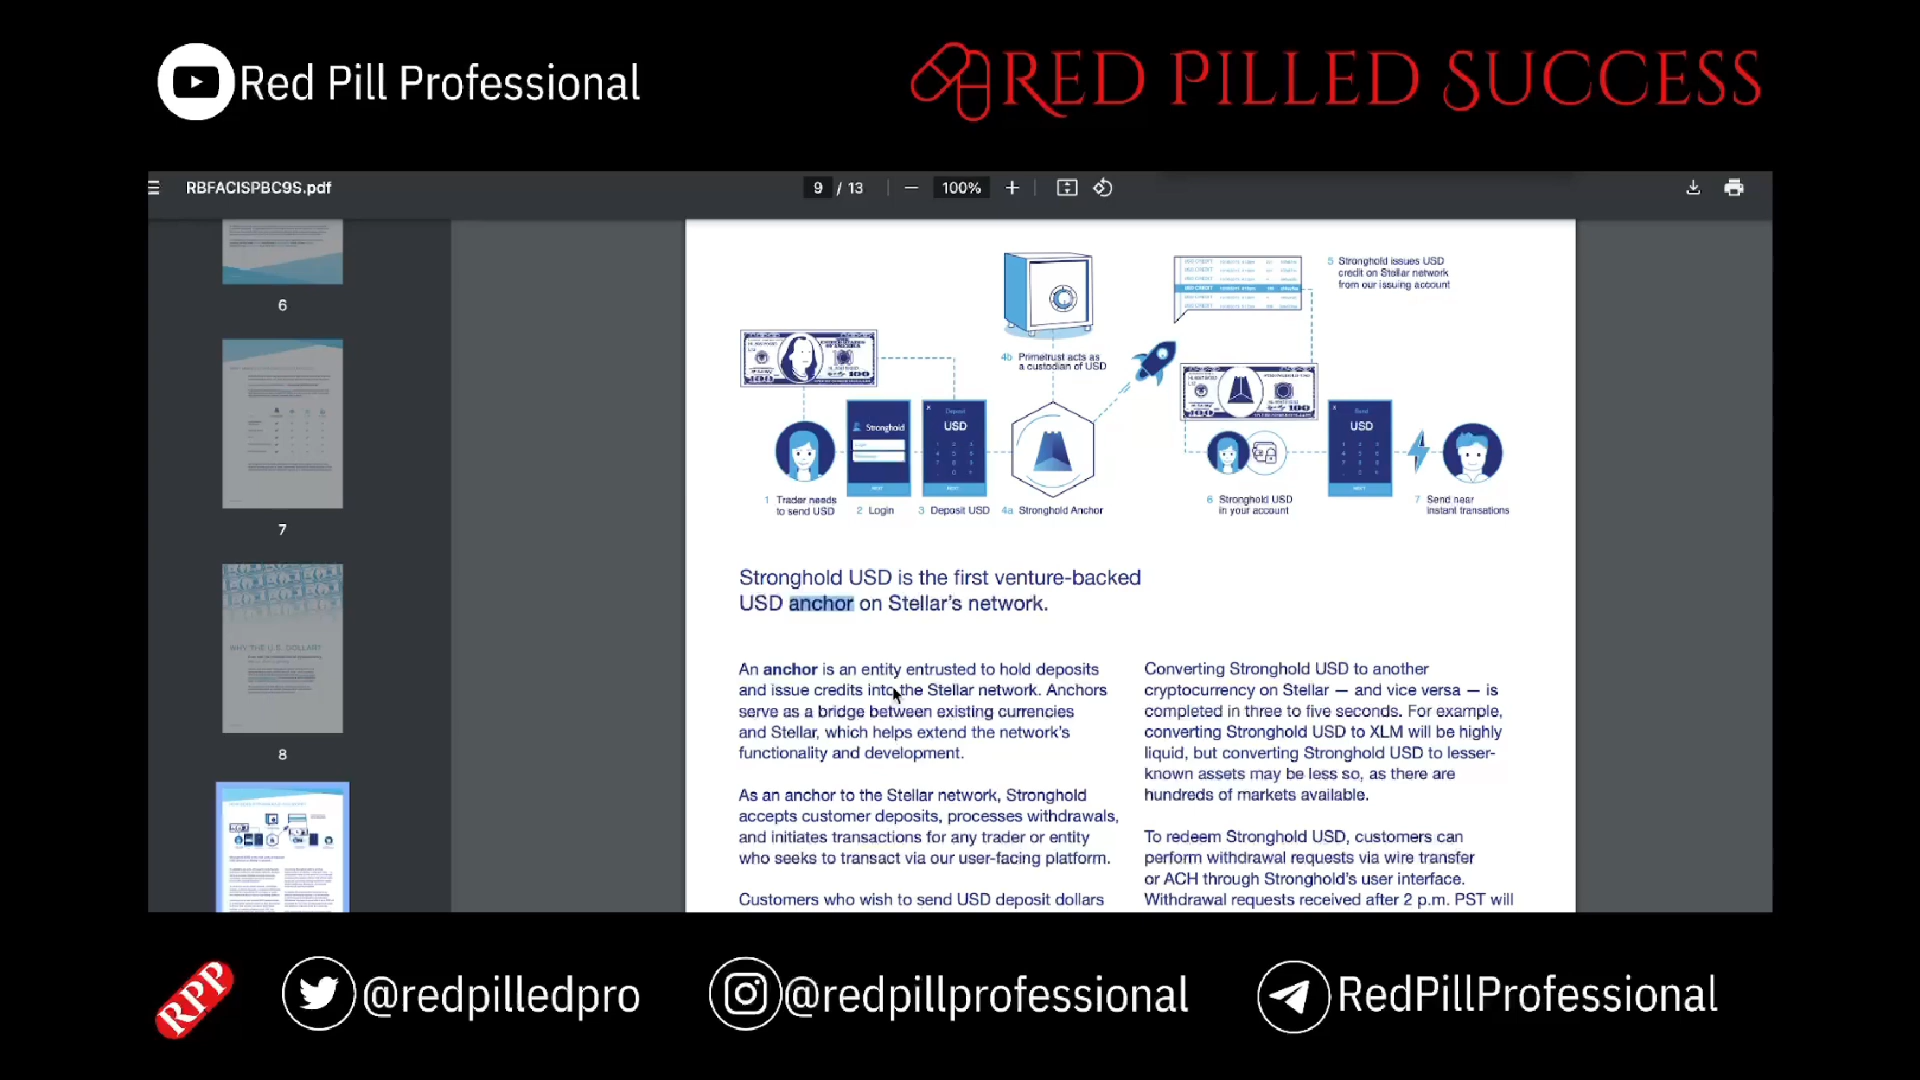 Red Pill Professional
RED PILLED SUCCESS
RBFACISPBC9S.pdf
9 / 13
100%
6
7
WHY THE U.S. DOLLAR?
8
5 Stronghold issues USD
credit on Stellar network
from our issuing account
4b Primetrust acts as
a custodian of USD
100
100
Stronghold
NEXT
Deposit
USD
NEXT
Send
USD
NEXT
1 Trader needs
to send USD
2 Login
3 Deposit USD
4a Stronghold Anchor
6 Stronghold USD
in your account
7 Send near
instant transations
Stronghold USD is the first venture-backed
USD anchor on Stellar's network.
An anchor is an entity entrusted to hold deposits
and issue credits into the Stellar network. Anchors
serve as a bridge between existing currencies
and Stellar, which helps extend the network's
functionality and development.
As an anchor to the Stellar network, Stronghold
accepts customer deposits, processes withdrawals,
and initiates transactions for any trader or entity
who seeks to transact via our user-facing platform.
Customers who wish to send USD deposit dollars
Converting Stronghold USD to another
cryptocurrency on Stellar — and vice versa — is
completed in three to five seconds. For example,
converting Stronghold USD to XLM will be highly
liquid, but converting Stronghold USD to lesser-
known assets may be less so, as there are
hundreds of markets available.
To redeem Stronghold USD, customers can
perform withdrawal requests via wire transfer
or ACH through Stronghold's user interface.
Withdrawal requests received after 2 p.m. PST will
RPP
@redpilledpro
@redpillprofessional
RedPillProfessional